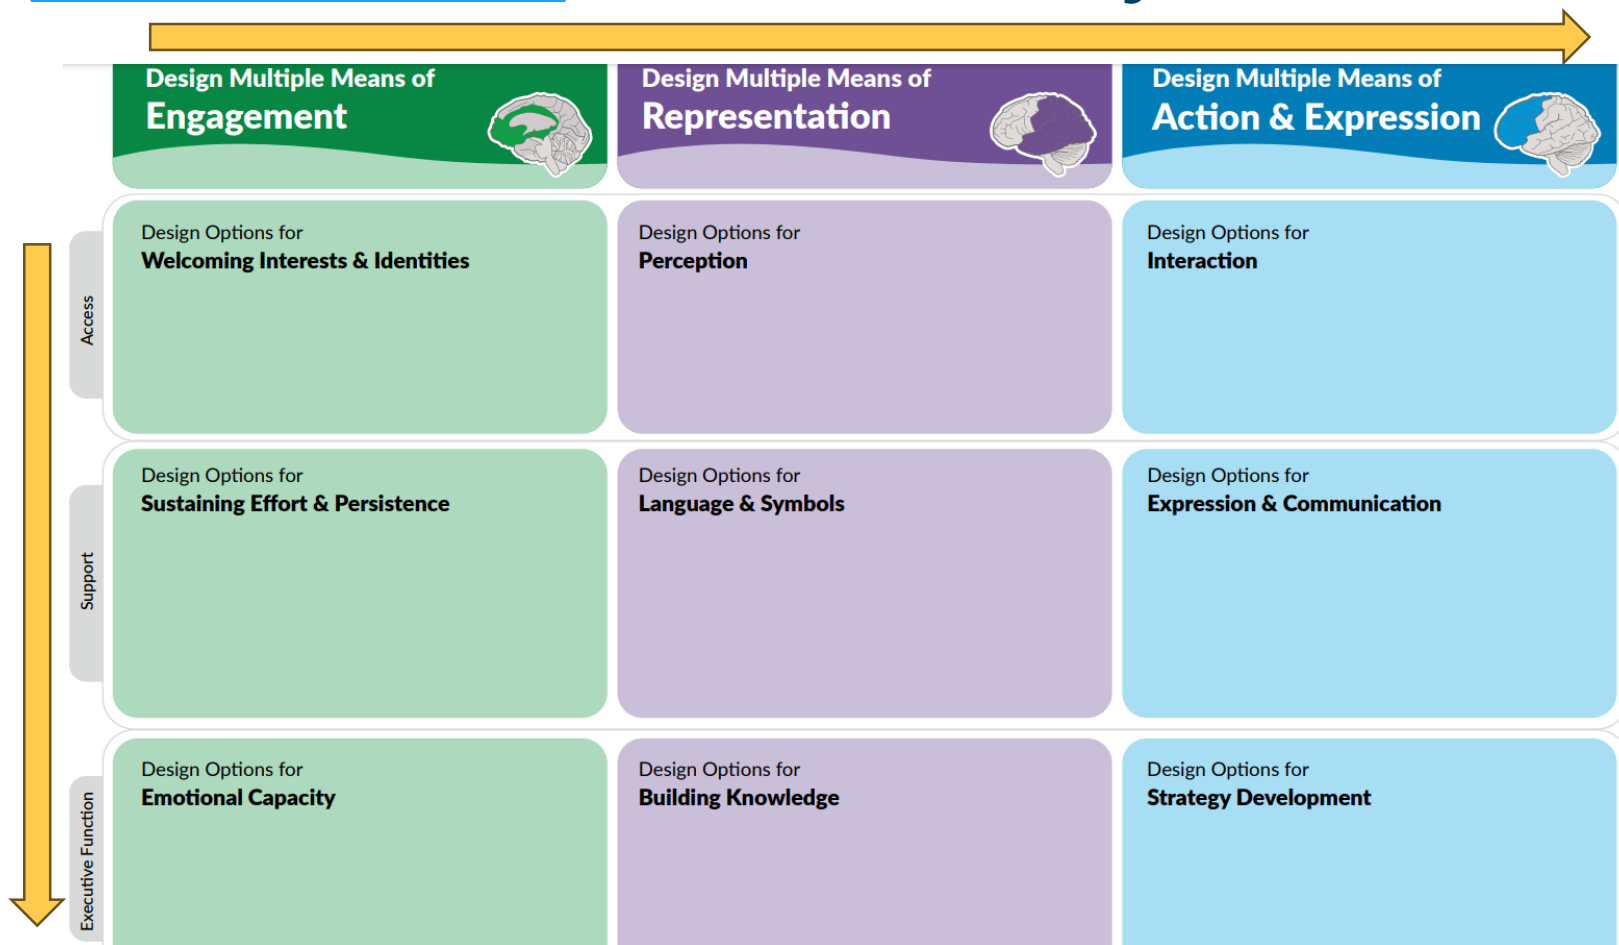 Design Multiple Means of
Engagement
Design Multiple Means of
Representation
Design Multiple Means of
Action & Expression
Access
Design Options for
Welcoming Interests & Identities
Design Options for
Perception
Design Options for
Interaction
Support
Design Options for
Sustaining Effort & Persistence
Design Options for
Language & Symbols
Design Options for
Expression & Communication
Executive Function
Design Options for
Emotional Capacity
Design Options for
Building Knowledge
Design Options for
Strategy Development